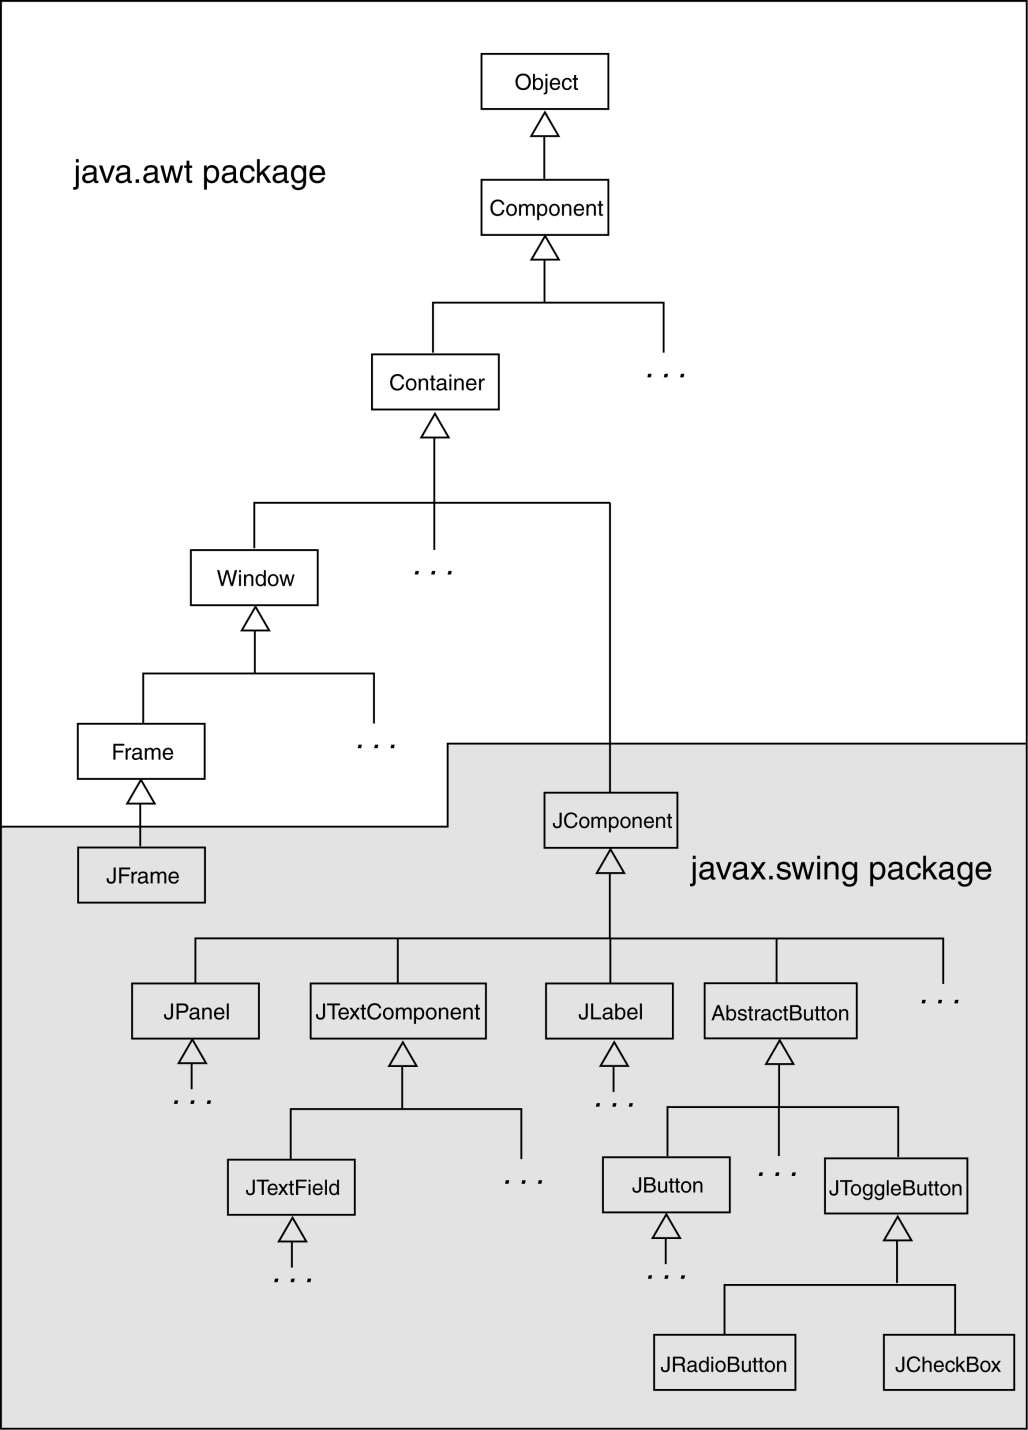 Object
java.awt package
Component
Container
. . .
Window
. . .
Frame
. . .
JComponent
javax.swing package
JFrame
JPanel
JTextComponent
JLabel
AbstractButton
. . .
. . .
. . .
JTextField
. . .
JButton
. . .
JToggleButton
. . .
. . .
JRadioButton
JCheckBox